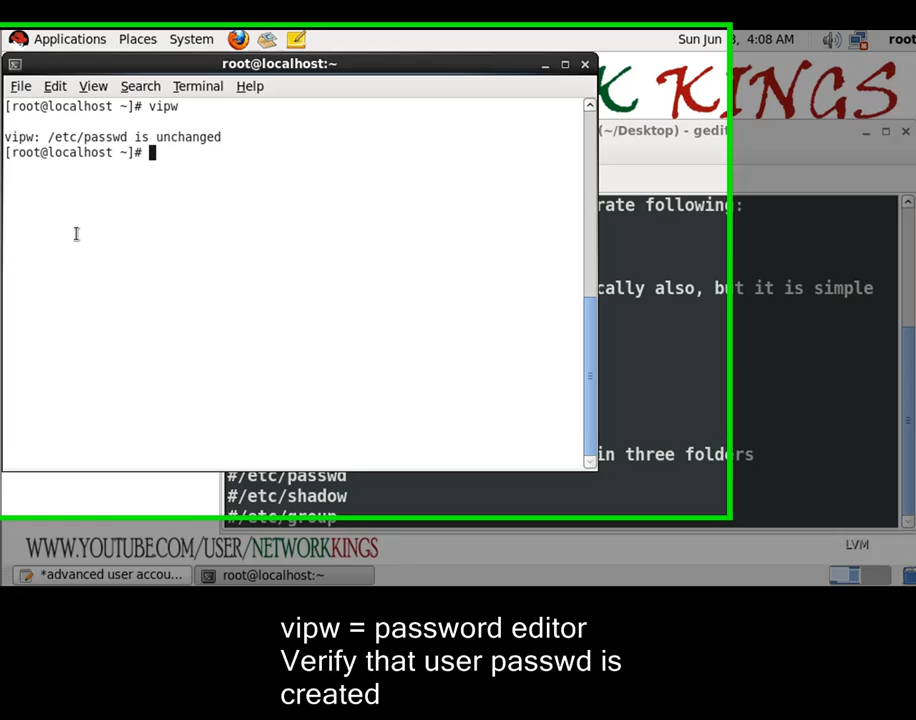 Applications Places System Sun Jun 3, 4:08 AM root
root@localhost:~
K KINGS
File Edit View Search Terminal Help
[root@localhost ~]# vipw
(~/Desktop) - gedit
vipw: /etc/passwd is unchanged
[root@localhost ~]#
rate following:
cally also, but it is simple
in three folders
#/etc/passwd
#/etc/shadow
#/etc/group
WWW.YOUTUBE.COM/USER/NETWORKKINGS
LVM
*advanced user accou... root@localhost:~
vipw = password editor
Verify that user passwd is
created